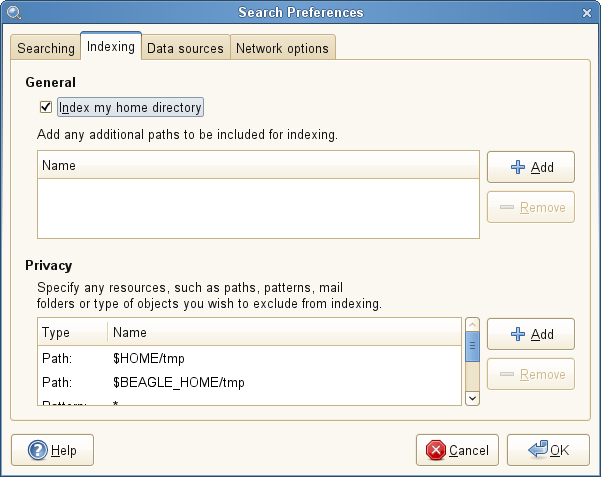 Search Preferences
Searching Indexing Data sources Network options
General
Index my home directory
Add any additional paths to be included for indexing.
Name
Add
Remove
Privacy
Specify any resources, such as paths, patterns, mail
folders or type of objects you wish to exclude from indexing.
Type Name
Path: $HOME/tmp
Path: $BEAGLE_HOME/tmp
Pattern: *
Add
Remove
Help Cancel OK